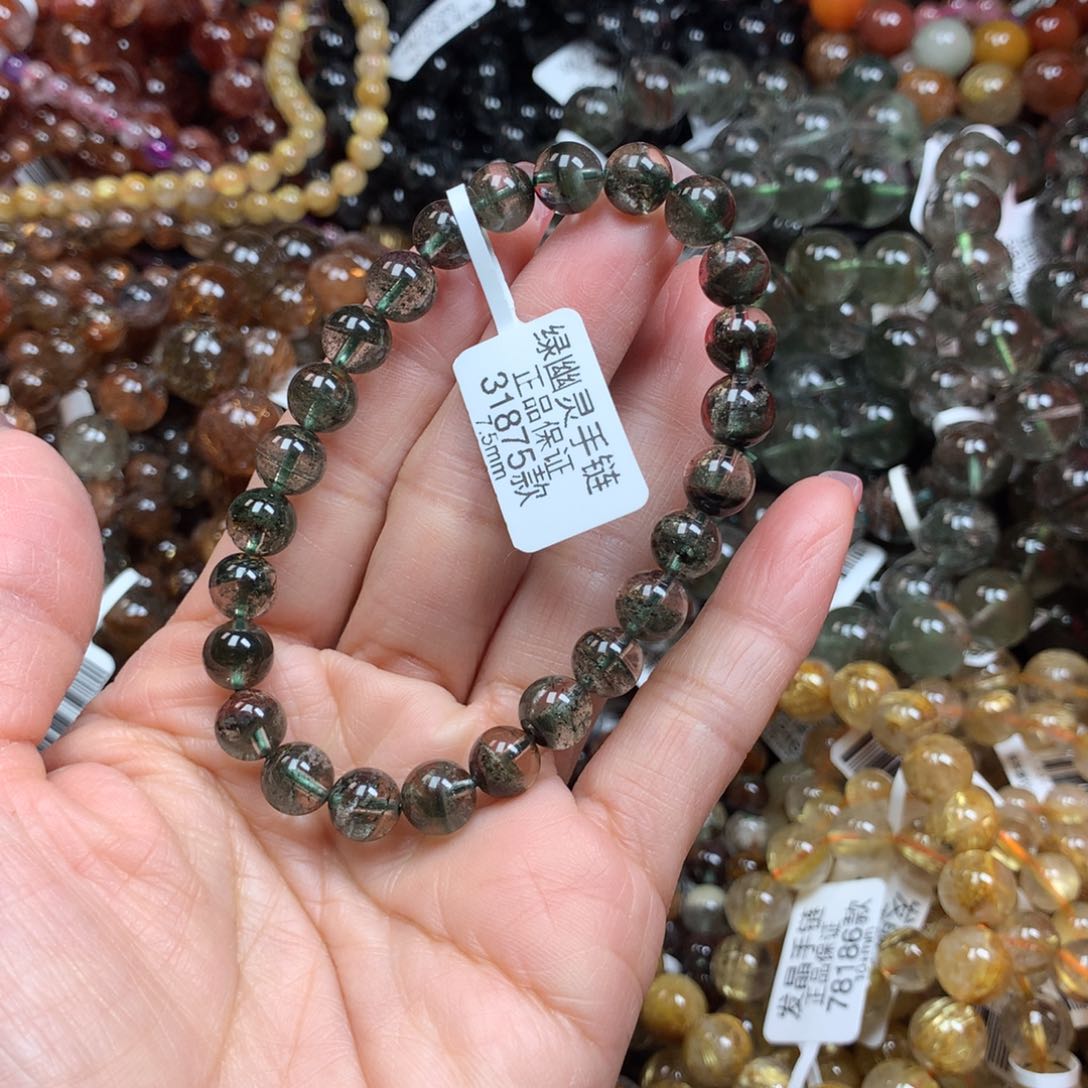 绿幽灵手链
正品保证
31875款
7.5mm
发晶手链
正品保证
78186款